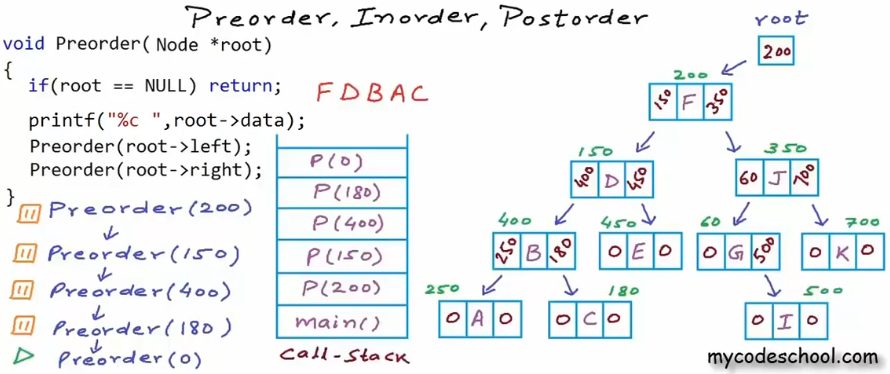 Preorder, Inorder, Postorder
void Preorder(Node *root)
{
if(root == NULL) return;
printf("%c ",root->data);
Preorder(root->left);
Preorder(root->right);
}
F D B A C
Preorder(200)
Preorder(150)
Preorder(400)
Preorder(180)
Preorder(0)
P(0)
P(180)
P(400)
P(150)
P(200)
main()
Call-Stack
root
200
200
150 F 350
150
400 D 450
350
60 J 700
400
250 B 180
450
0 E 0
60
0 G 500
700
0 K 0
250
0 A 0
180
0 C 0
500
0 I 0
mycodeschool.com